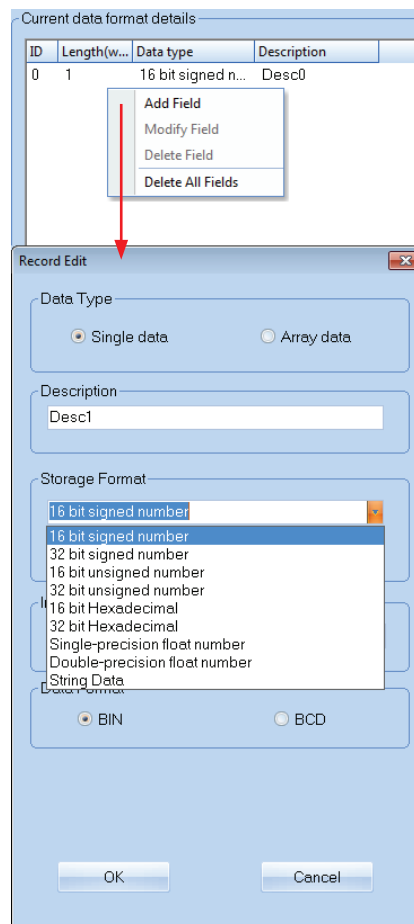 Current data format details
ID Length(w... Data type Description
0 1 16 bit signed n... Desc0
Add Field
Modify Field
Delete Field
Delete All Fields
Record Edit
Data Type
Single data Array data
Description
Desc1
Storage Format
16 bit signed number
16 bit signed number
32 bit signed number
16 bit unsigned number
32 bit unsigned number
16 bit Hexadecimal
32 bit Hexadecimal
Single-precision float number
Double-precision float number
String Data
BIN BCD
OK Cancel